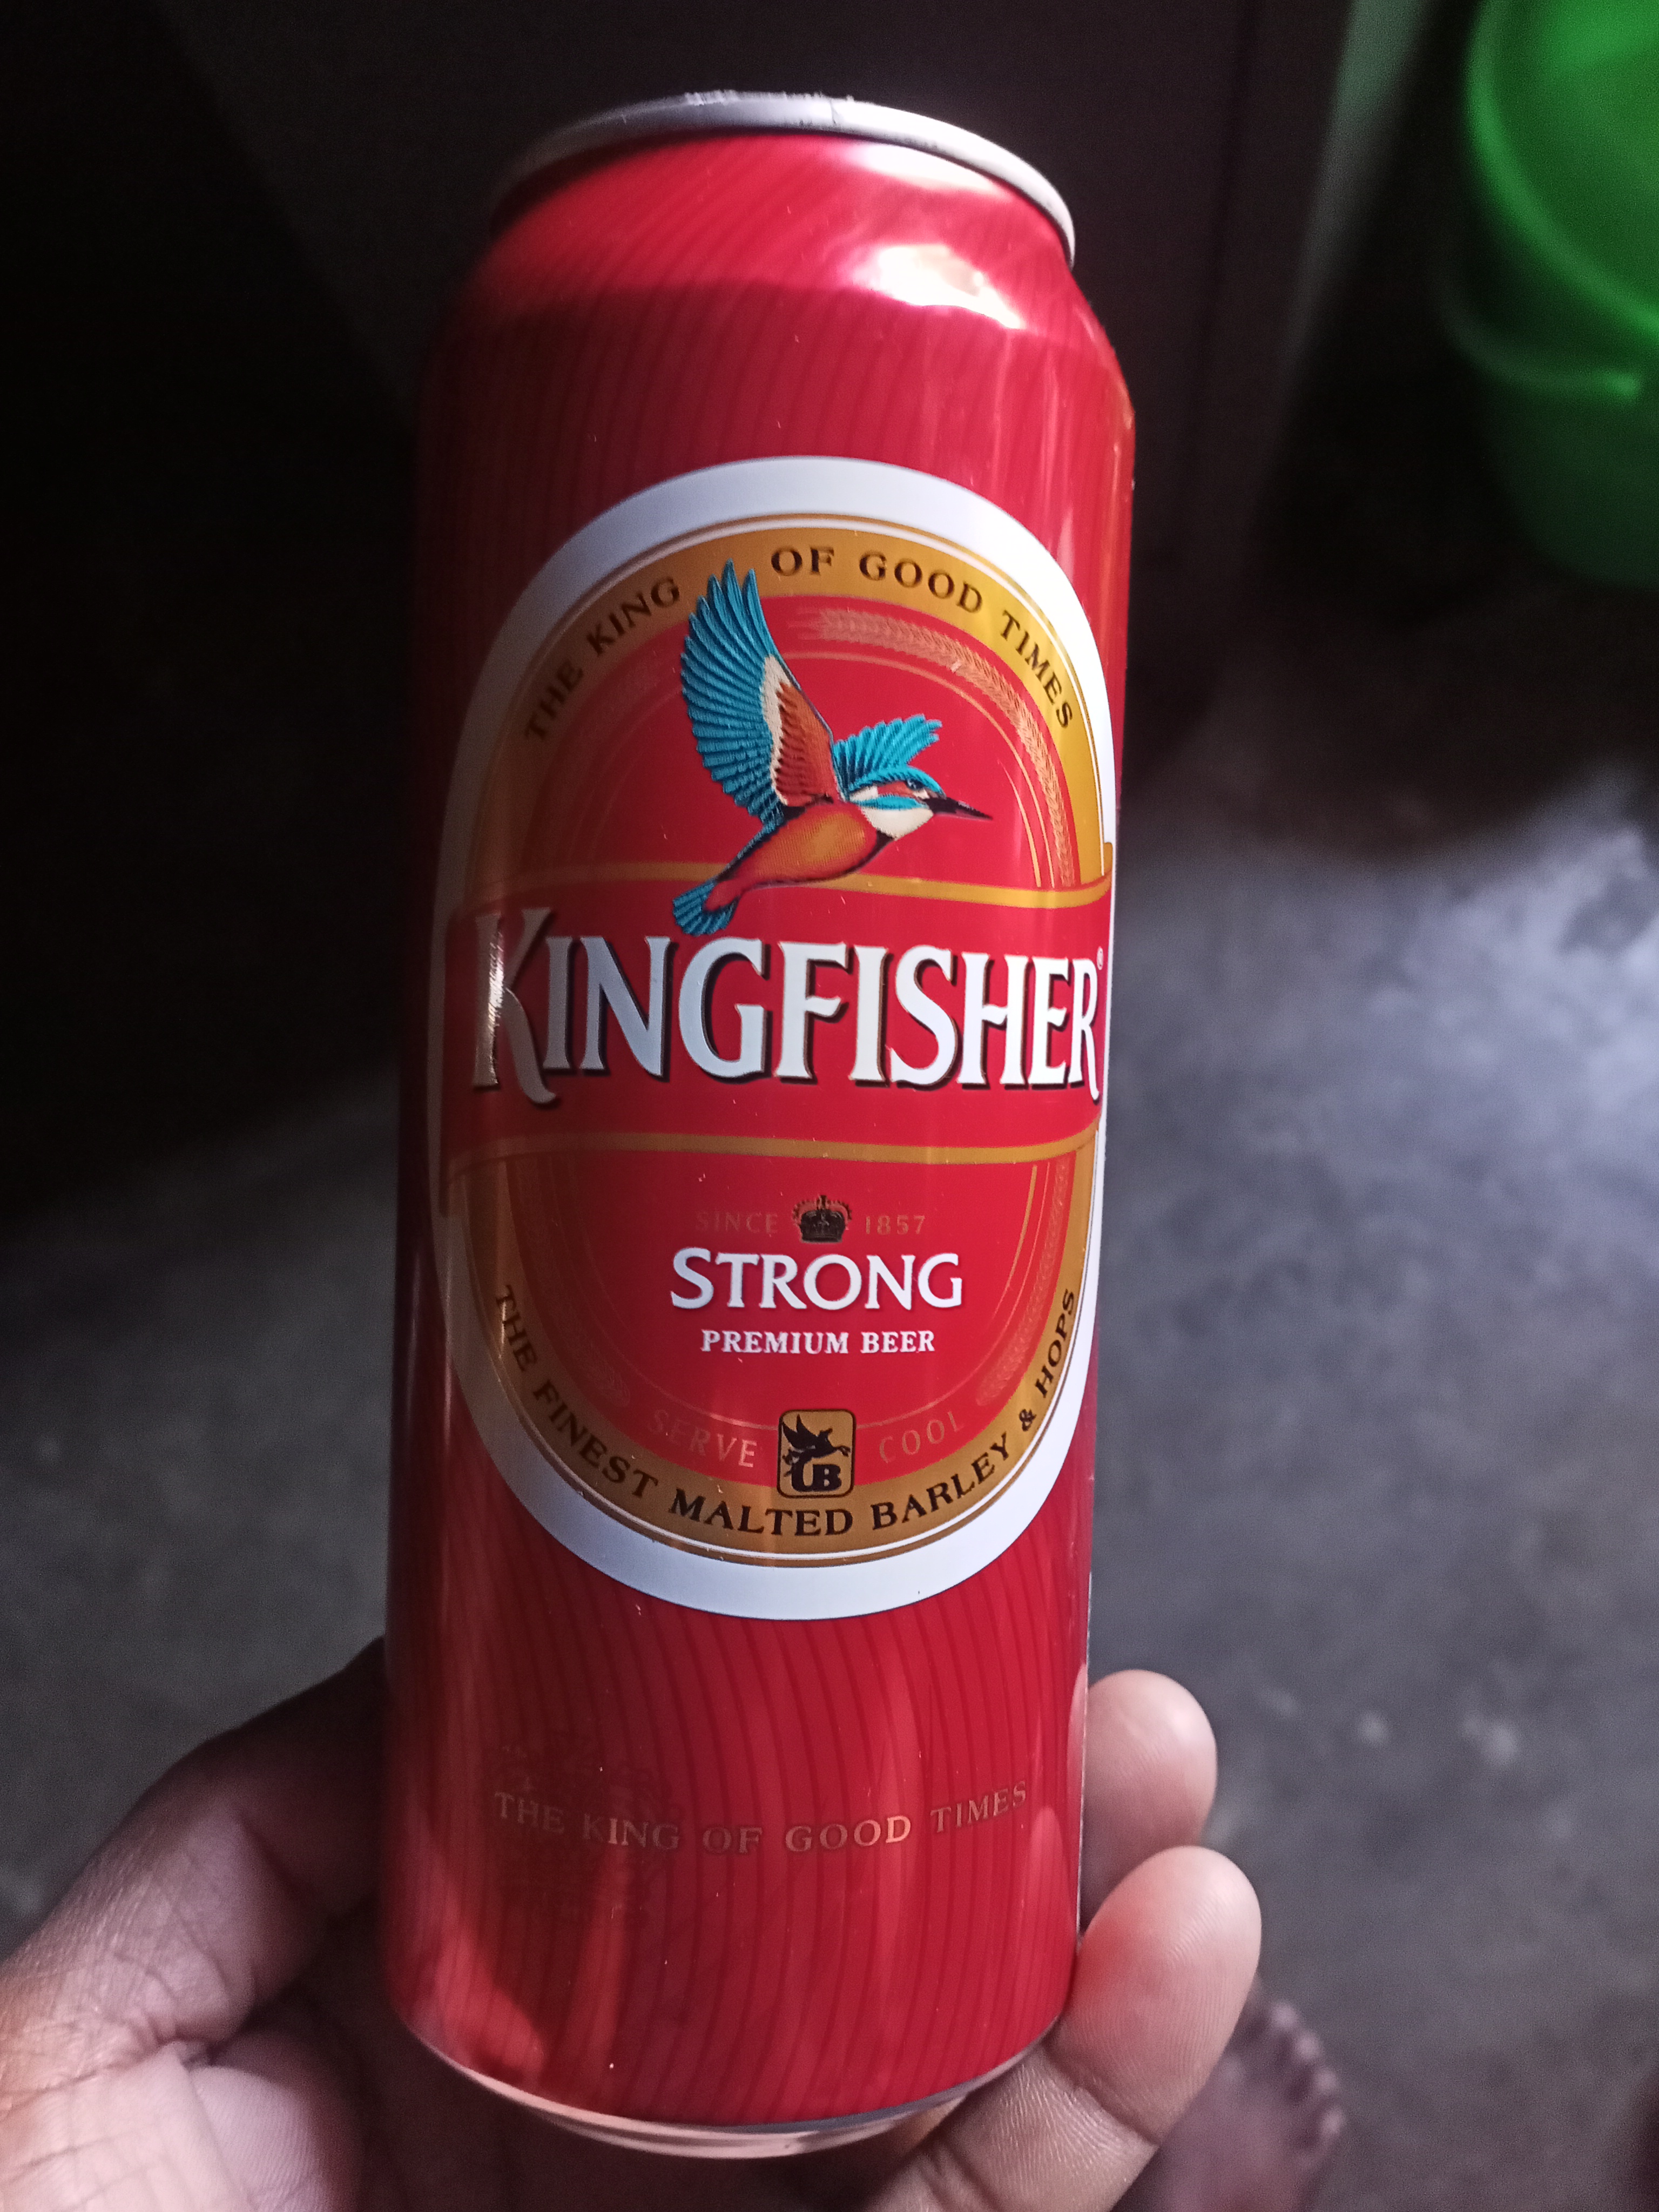 THE KING OF GOOD TIMES
KINGFISHER®
SINCE 1857
STRONG
PREMIUM BEER
SERVE COOL
UB
THE FINEST MALTED BARLEY & HOPS
THE KING OF GOOD TIMES